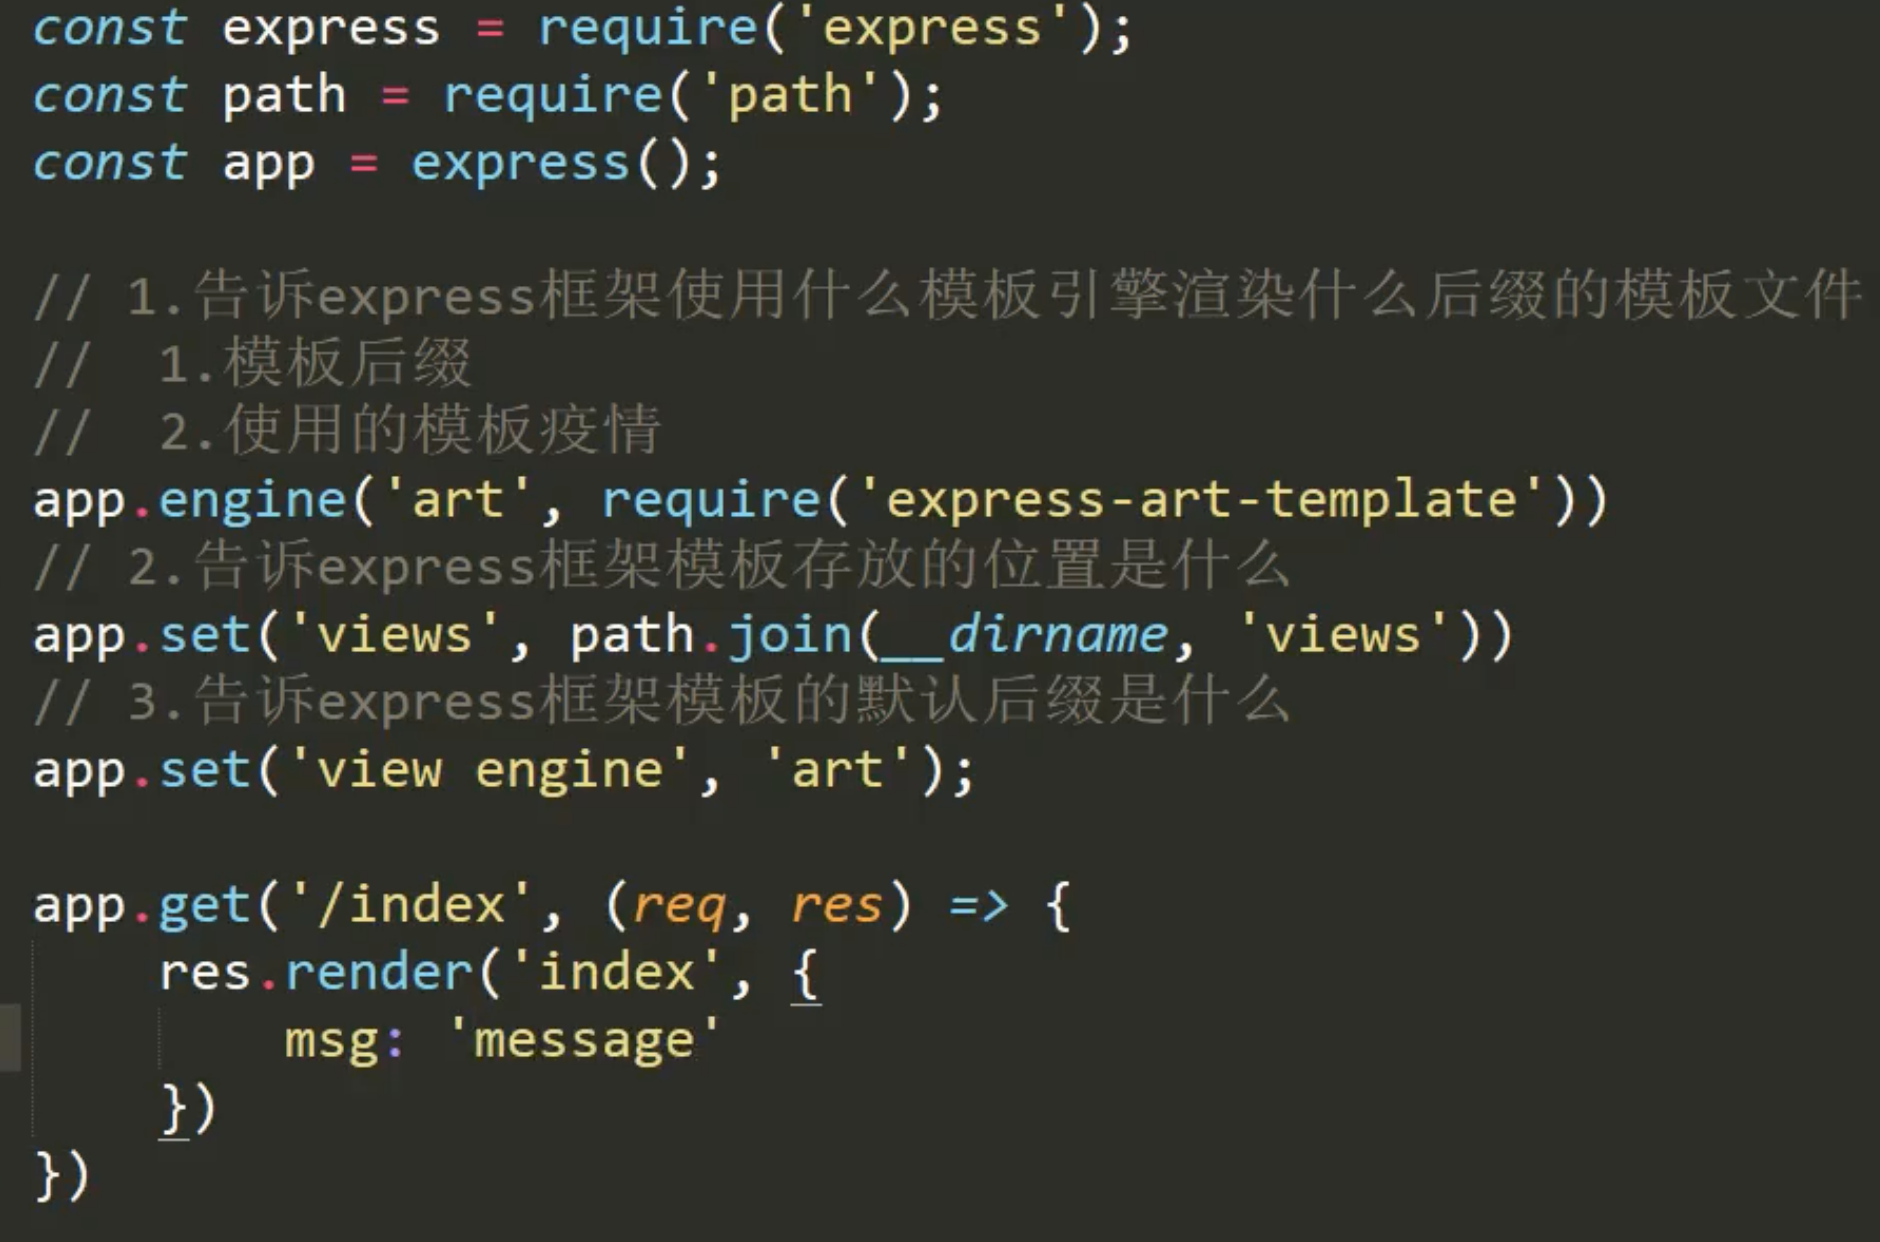 const express = require('express');
const path = require('path');
const app = express();
// 1.告诉express框架使用什么模板引擎渲染什么后缀的模板文件
//  1.模板后缀
//  2.使用的模板疫情
app.engine('art', require('express-art-template'))
// 2.告诉express框架模板存放的位置是什么
app.set('views', path.join(__dirname, 'views'))
// 3.告诉express框架模板的默认后缀是什么
app.set('view engine', 'art');
app.get('/index', (req, res) => {
    res.render('index', {
        msg: 'message'
    })
})